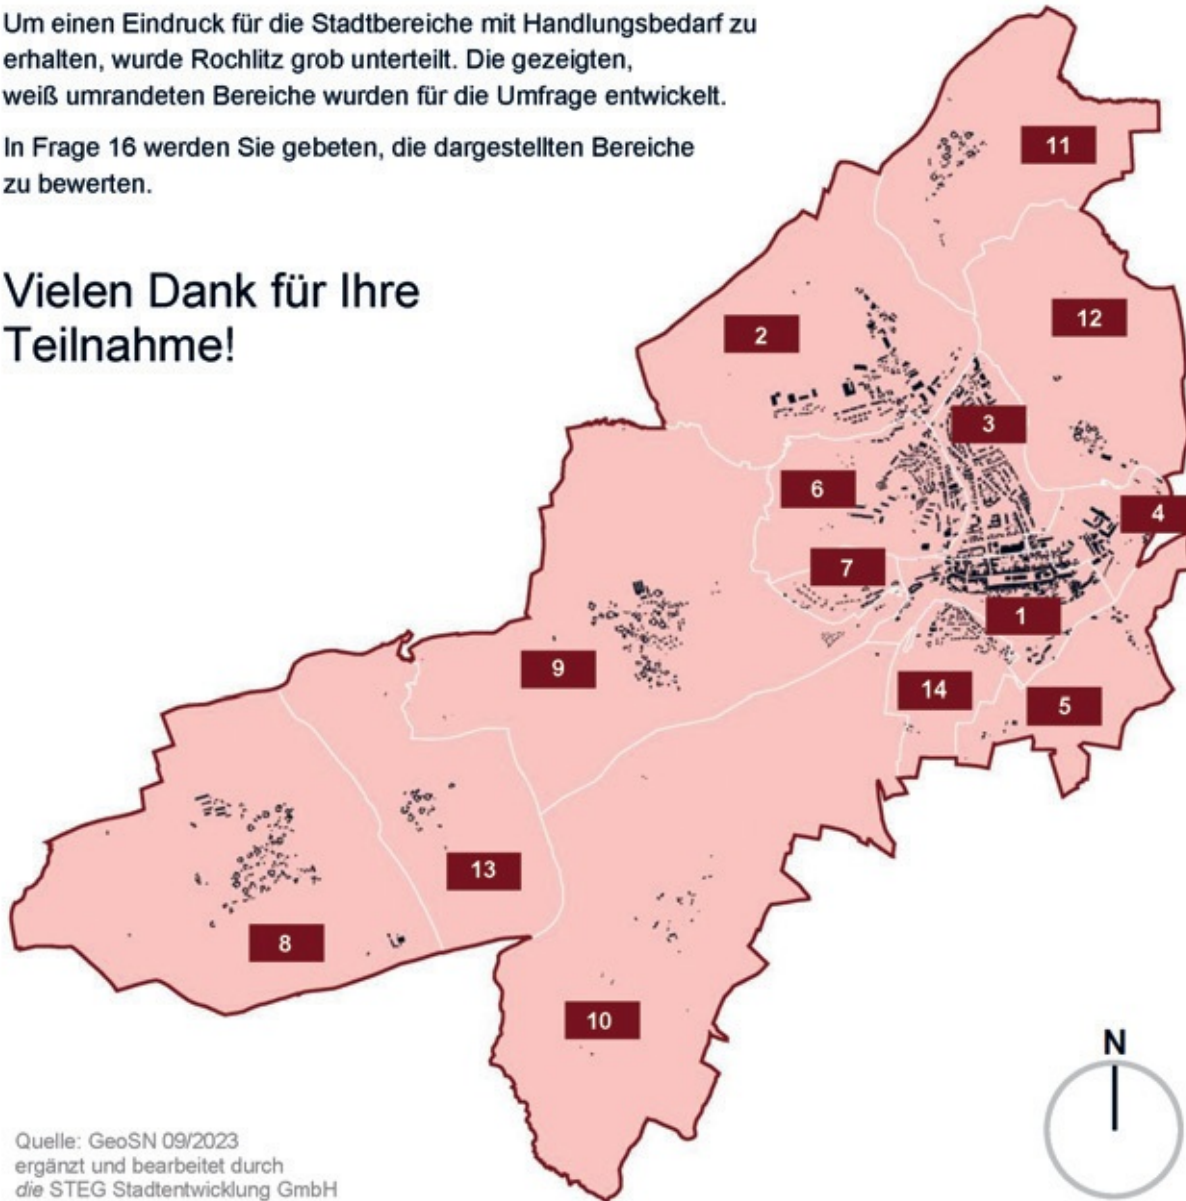 Um einen Eindruck für die Stadtbereiche mit Handlungsbedarf zu
erhalten, wurde Rochlitz grob unterteilt. Die gezeigten,
weiß umrandeten Bereiche wurden für die Umfrage entwickelt.
In Frage 16 werden Sie gebeten, die dargestellten Bereiche
zu bewerten.
Vielen Dank für Ihre
Teilnahme!
11
12
2
3
6
4
7
1
9
14
5
13
8
10
N
Quelle: GeoSN 09/2023
ergänzt und bearbeitet durch
die STEG Stadtentwicklung GmbH